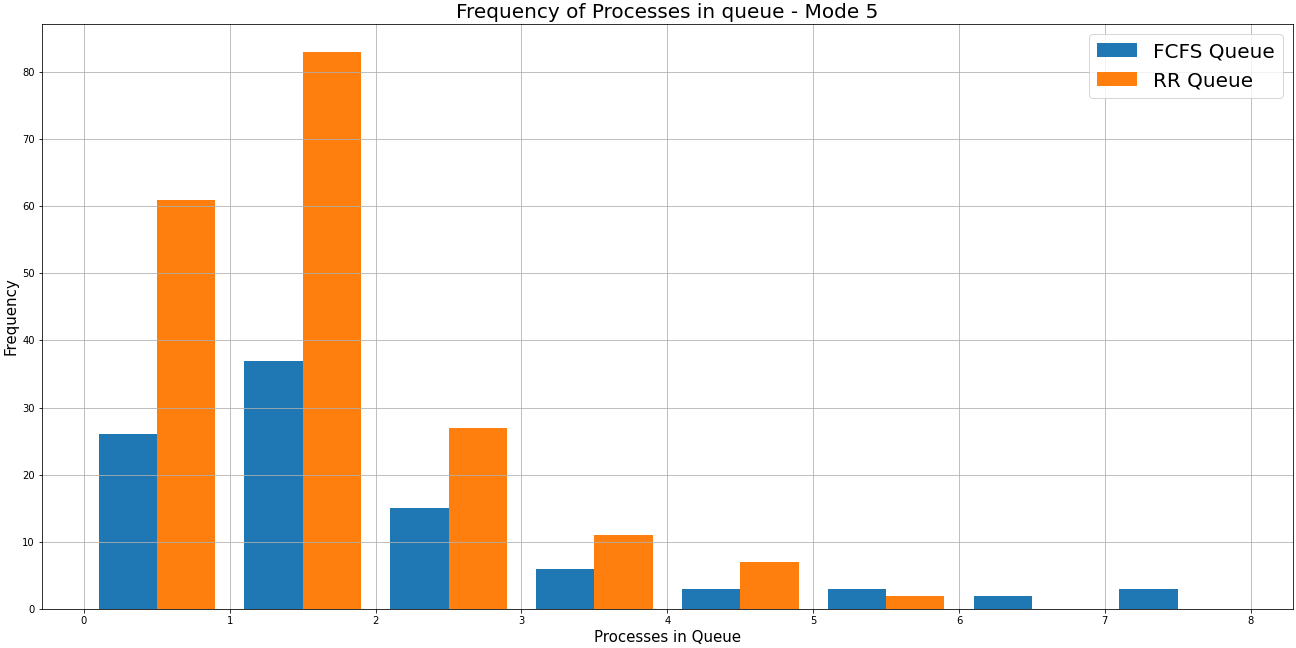 Frequency of Processes in queue - Mode 5
FCFS Queue
RR Queue
Frequency
80
70
60
50
40
30
20
10
0
0 1 2 3 4 5 6 7 8
Processes in Queue